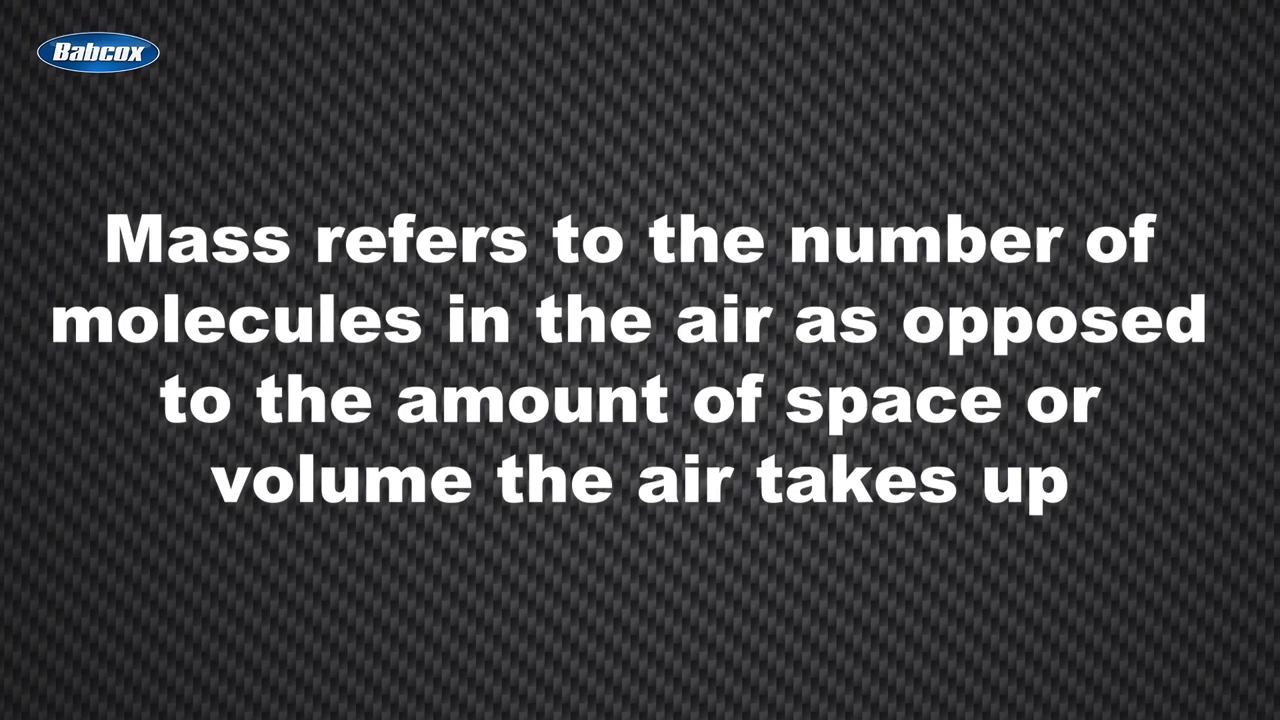 Babcox
Mass refers to the number of
molecules in the air as opposed
to the amount of space or
volume the air takes up